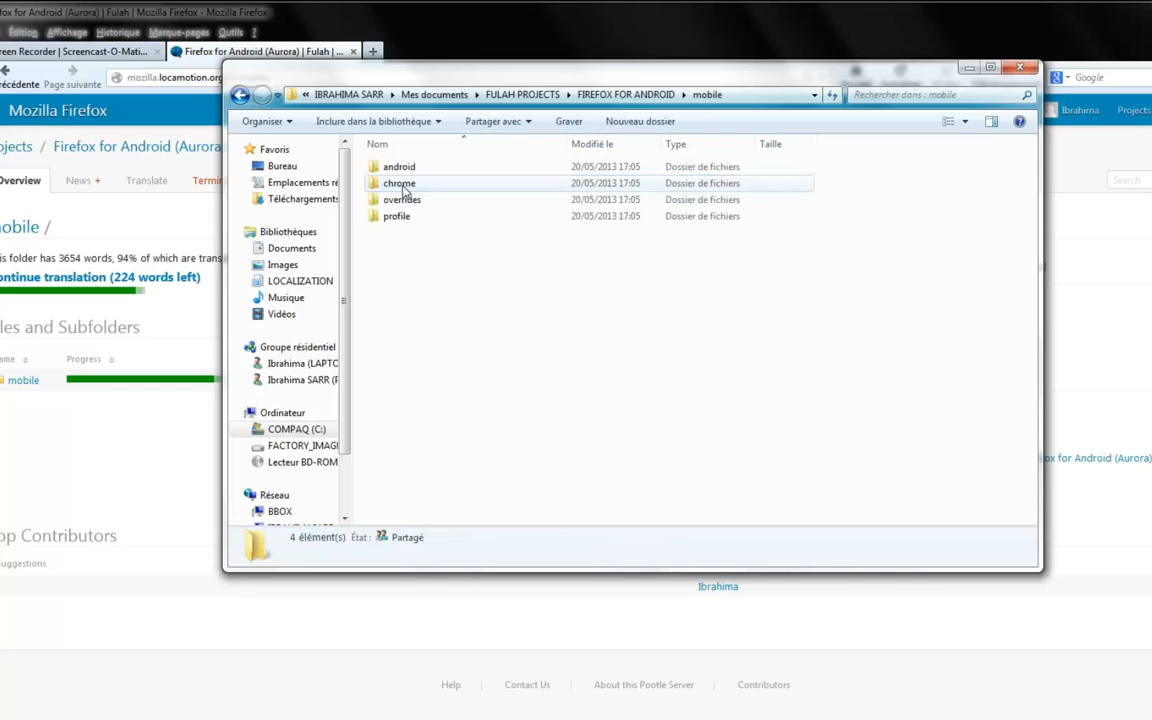 fox for Android (Aurora) | Fulah | Mozilla Firefox - Mozilla Firefox
Édition Affichage Historique Marque-pages Outils ?
reen Recorder | Screencast-O-Mati... × Firefox for Android (Aurora) | Fulah | ... × +
récédente Page suivante mozilla.locamotion.org Google
Mozilla Firefox Ibrahima Projects
ojects / Firefox for Android (Aurora
Overview News + Translate Termin Search
obile /
is folder has 3654 words, 94% of which are trans
ontinue translation (224 words left)
les and Subfolders
ame Progress
mobile
ox for Android (Aurora)
op Contributors
uggestions
Ibrahima
Help | Contact Us | About this Pootle Server | Contributors
« IBRAHIMA SARR ▸ Mes documents ▸ FULAH PROJECTS ▸ FIREFOX FOR ANDROID ▸ mobile Rechercher dans : mobile
Organiser Inclure dans la bibliothèque Partager avec Graver Nouveau dossier
Nom Modifié le Type Taille
android 20/05/2013 17:05 Dossier de fichiers
chrome 20/05/2013 17:05 Dossier de fichiers
overrides 20/05/2013 17:05 Dossier de fichiers
profile 20/05/2013 17:05 Dossier de fichiers
Favoris
Bureau
Emplacements ré
Téléchargements
Bibliothèques
Documents
Images
LOCALIZATION
Musique
Vidéos
Groupe résidentiel
Ibrahima (LAPTO
Ibrahima SARR (P
Ordinateur
COMPAQ (C:)
FACTORY_IMAG
Lecteur BD-ROM
Réseau
BBOX
4 élément(s) État : Partagé